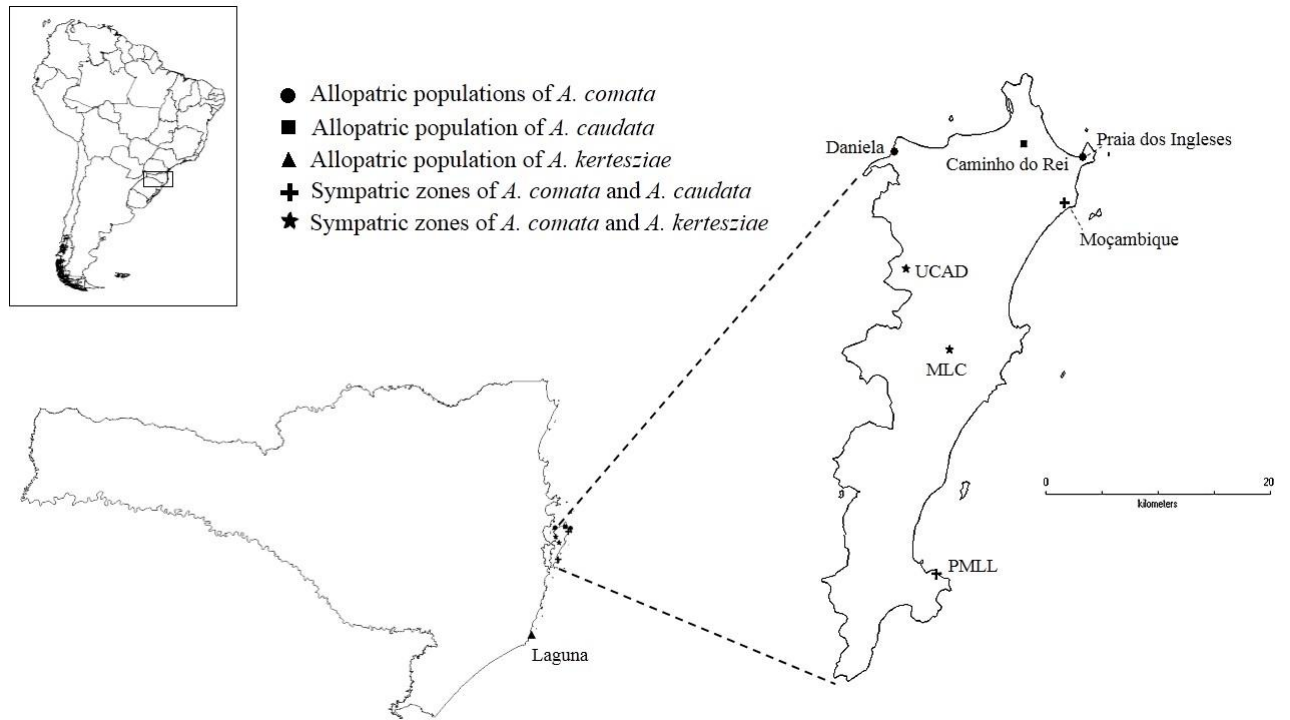 Allopatric populations of A. comata
Allopatric population of A. caudata
Allopatric population of A. kertesziae
Sympatric zones of A. comata and A. caudata
Sympatric zones of A. comata and A. kertesziae
Daniela
Praia dos Ingleses
Caminho do Rei
Moçambique
UCAD
MLC
0 20
kilometers
PMLL
Laguna